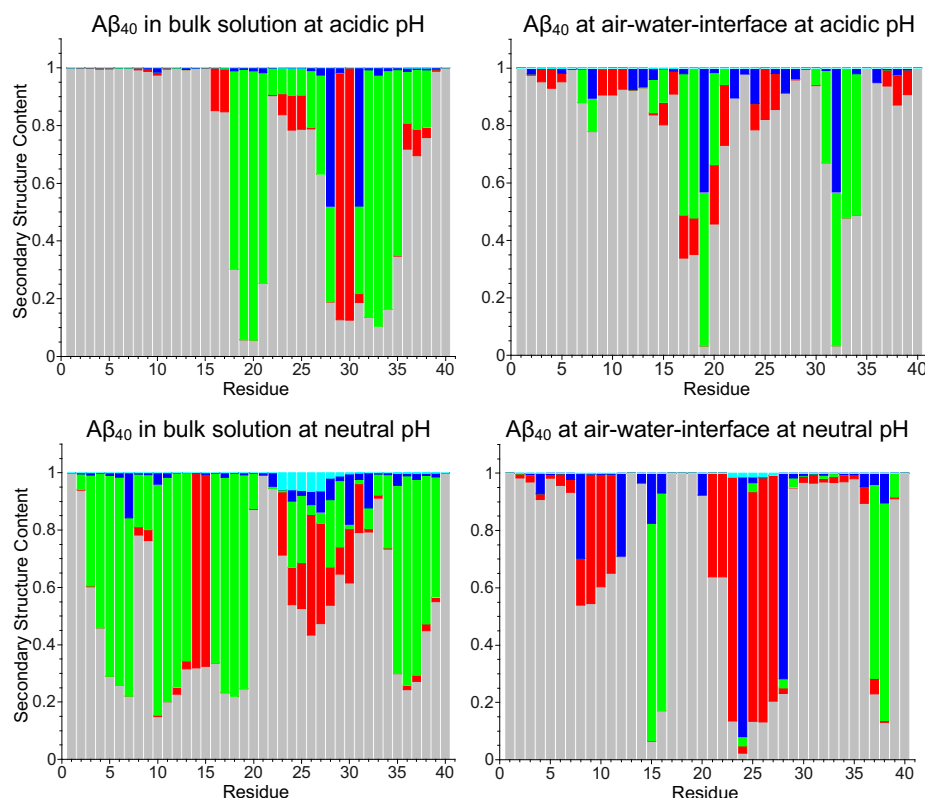 Aβ40 in bulk solution at acidic pH
Aβ40 at air-water-interface at acidic pH
Secondary Structure Content
1
0.8
0.6
0.4
0.2
0
0 5 10 15 20 25 30 35 40
Residue
1
0.8
0.6
0.4
0.2
0
0 5 10 15 20 25 30 35 40
Residue
Aβ40 in bulk solution at neutral pH
Aβ40 at air-water-interface at neutral pH
Secondary Structure Content
1
0.8
0.6
0.4
0.2
0
0 5 10 15 20 25 30 35 40
Residue
1
0.8
0.6
0.4
0.2
0
0 5 10 15 20 25 30 35 40
Residue